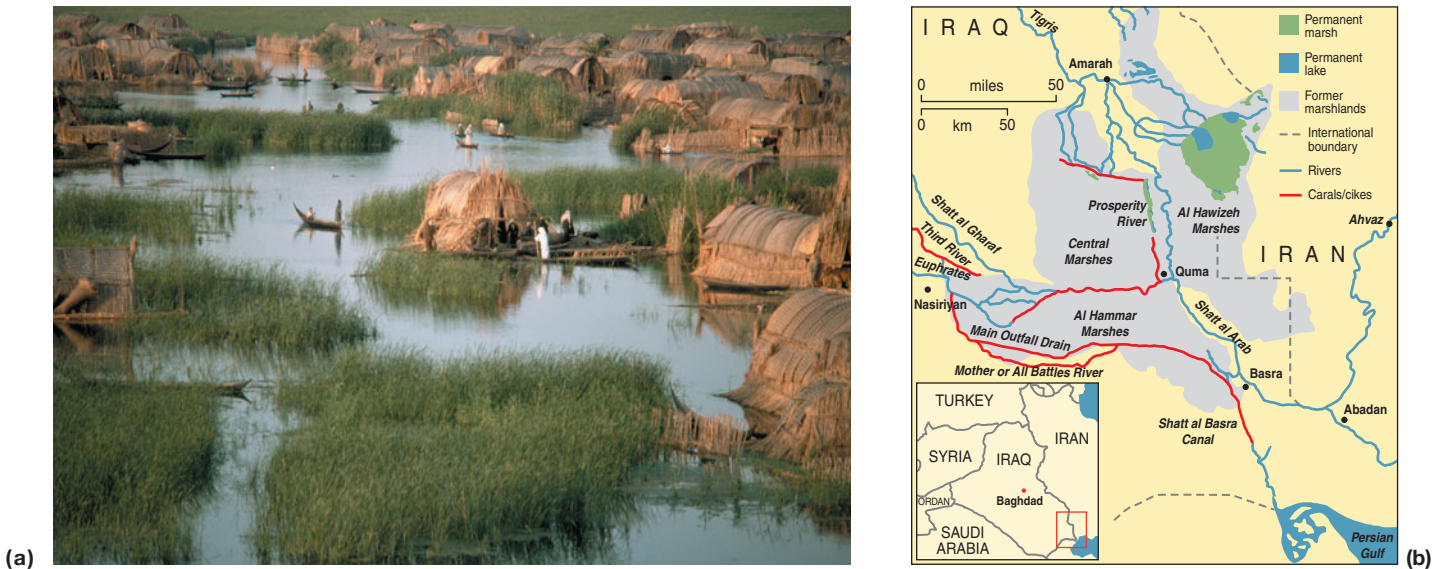 (a)
IRAQ
Tigris
Amarah
0 miles 50
0 km 50
Permanent
marsh
Permanent
lake
Former
marshlands
International
boundary
Rivers
Carals/cikes
Prosperity
River
Al Hawizeh
Marshes
Ahvaz
IRAN
Shatt al Gharaf
Third River
Euphrates
Central
Marshes
Quma
Nasiriyan
Al Hammar
Marshes
Shatt al Arab
Main Outfall Drain
Mother or All Battles River
Basra
Abadan
Shatt al Basra
Canal
TURKEY
IRAN
SYRIA
IRAQ
Baghdad
ORDAN
SAUDI
ARABIA
Persian
Gulf
(b)